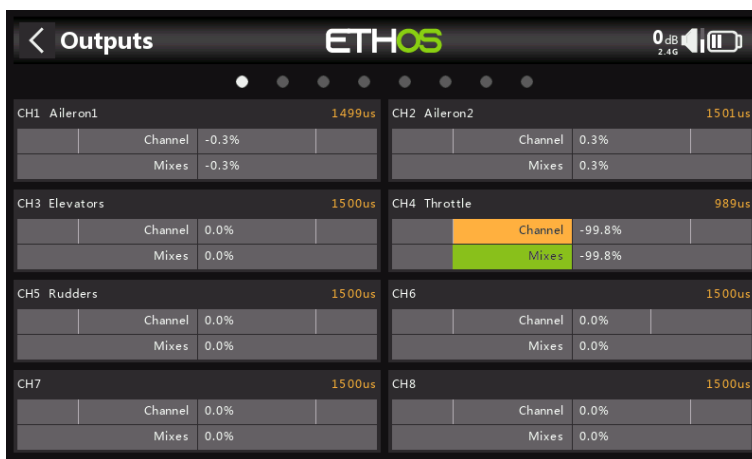 Outputs ETHOS 0 dB
2.4G
CH1 Aileron1 1499us CH2 Aileron2 1501us
Channel -0.3% Channel 0.3%
Mixes -0.3% Mixes 0.3%
CH3 Elevators 1500us CH4 Throttle 989us
Channel 0.0% Channel -99.8%
Mixes 0.0% Mixes -99.8%
CH5 Rudders 1500us CH6 1500us
Channel 0.0% Channel 0.0%
Mixes 0.0% Mixes 0.0%
CH7 1500us CH8 1500us
Channel 0.0% Channel 0.0%
Mixes 0.0% Mixes 0.0%